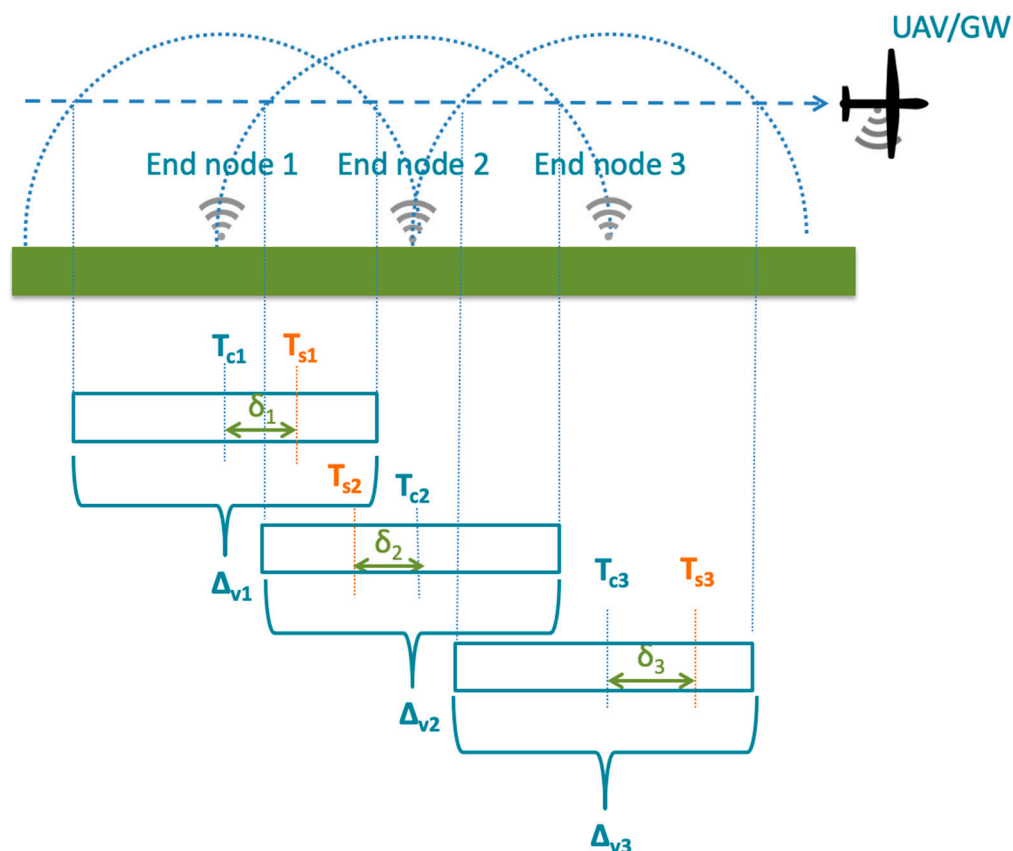 UAV/GW
End node 1
End node 2
End node 3
Tc1
Ts1
δ1
Ts2
Tc2
δ2
Δv1
Tc3
Ts3
δ3
Δv2
Δv3